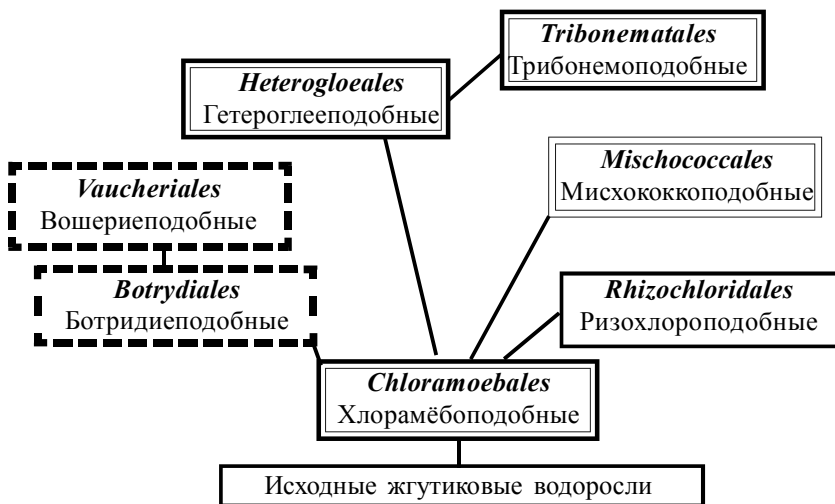 Tribonematales
Трибонемоподобные
Heterogloeales
Гетероглееподобные
Mischococcales
Мисхококкоподобные
Vaucheriales
Вошериеподобные
Botrydiales
Ботридиеподобные
Rhizochloridales
Ризохлороподобные
Chloramoebales
Хлорамёбоподобные
Исходные жгутиковые водоросли